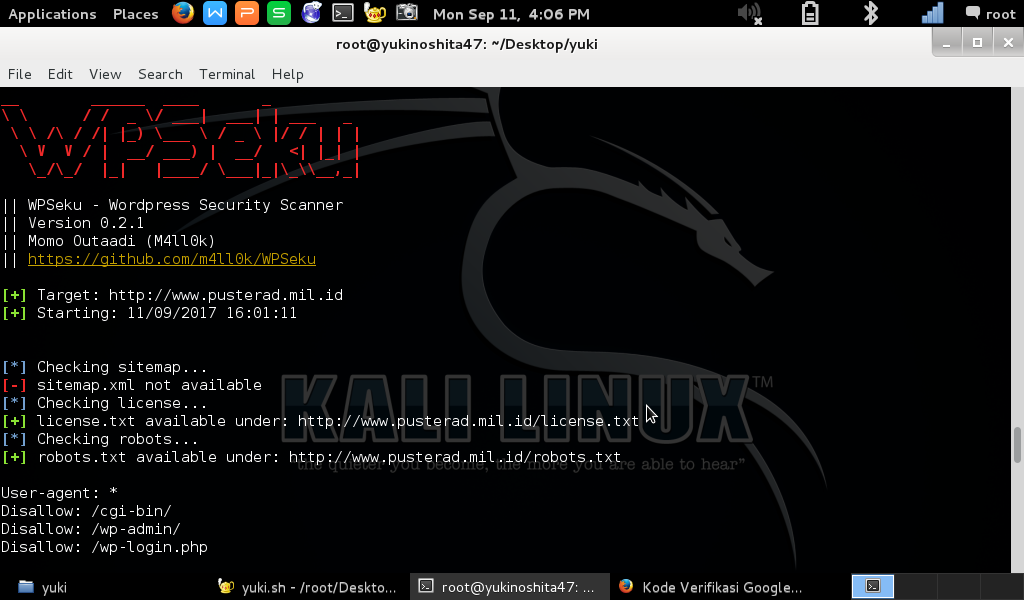 Applications Places Mon Sep 11, 4:06 PM root
root@yukinoshita47: ~/Desktop/yuki
File Edit View Search Terminal Help
WPSeku
|| WPSeku - Wordpress Security Scanner
|| Version 0.2.1
|| Momo Outaadi (M4ll0k)
|| https://github.com/m4ll0k/WPSeku
[+] Target: http://www.pusterad.mil.id
[+] Starting: 11/09/2017 16:01:11
[*] Checking sitemap...
[-] sitemap.xml not available
[*] Checking license...
[+] license.txt available under: http://www.pusterad.mil.id/license.txt
[*] Checking robots...
[+] robots.txt available under: http://www.pusterad.mil.id/robots.txt
KALI LINUX™
"the quieter you become, the more you are able to hear"
User-agent: *
Disallow: /cgi-bin/
Disallow: /wp-admin/
Disallow: /wp-login.php
yuki yuki.sh - /root/Deskto... root@yukinoshita47: ... Kode Verifikasi Google...